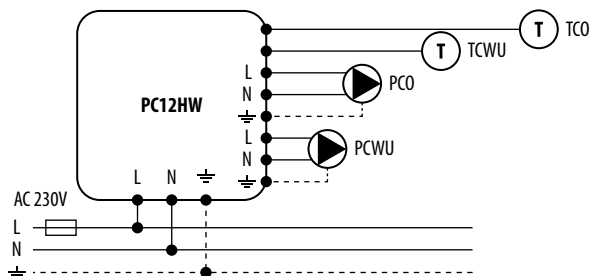 T TCO
T TCWU
L
N
PCO
PC12HW
L
N
PCWU
L N
AC 230V
L
N